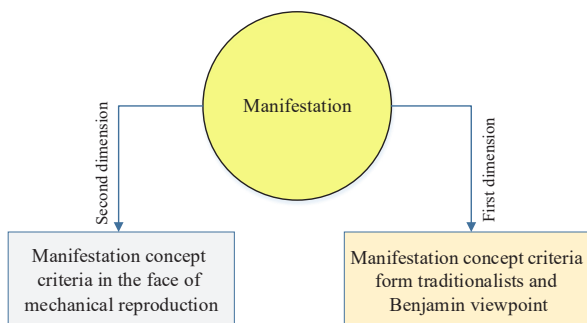 Manifestation
Second dimension
First dimension
Manifestation concept
criteria in the face of
mechanical reproduction
Manifestation concept criteria
form traditionalists and
Benjamin viewpoint